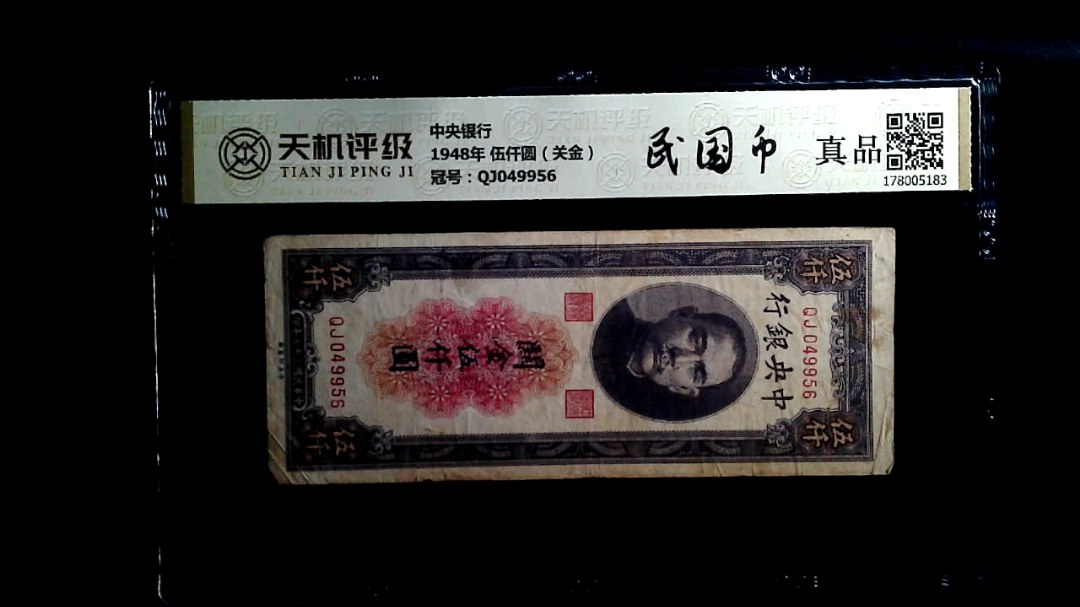 天机评级
TIAN JI PING JI
中央银行
1948年 伍仟圆（关金）
冠号：QJ049956
民国币
真品
178005183
中央銀行
QJ049956
關金伍仟圓
QJ049956
伍仟
伍仟
伍仟
伍仟